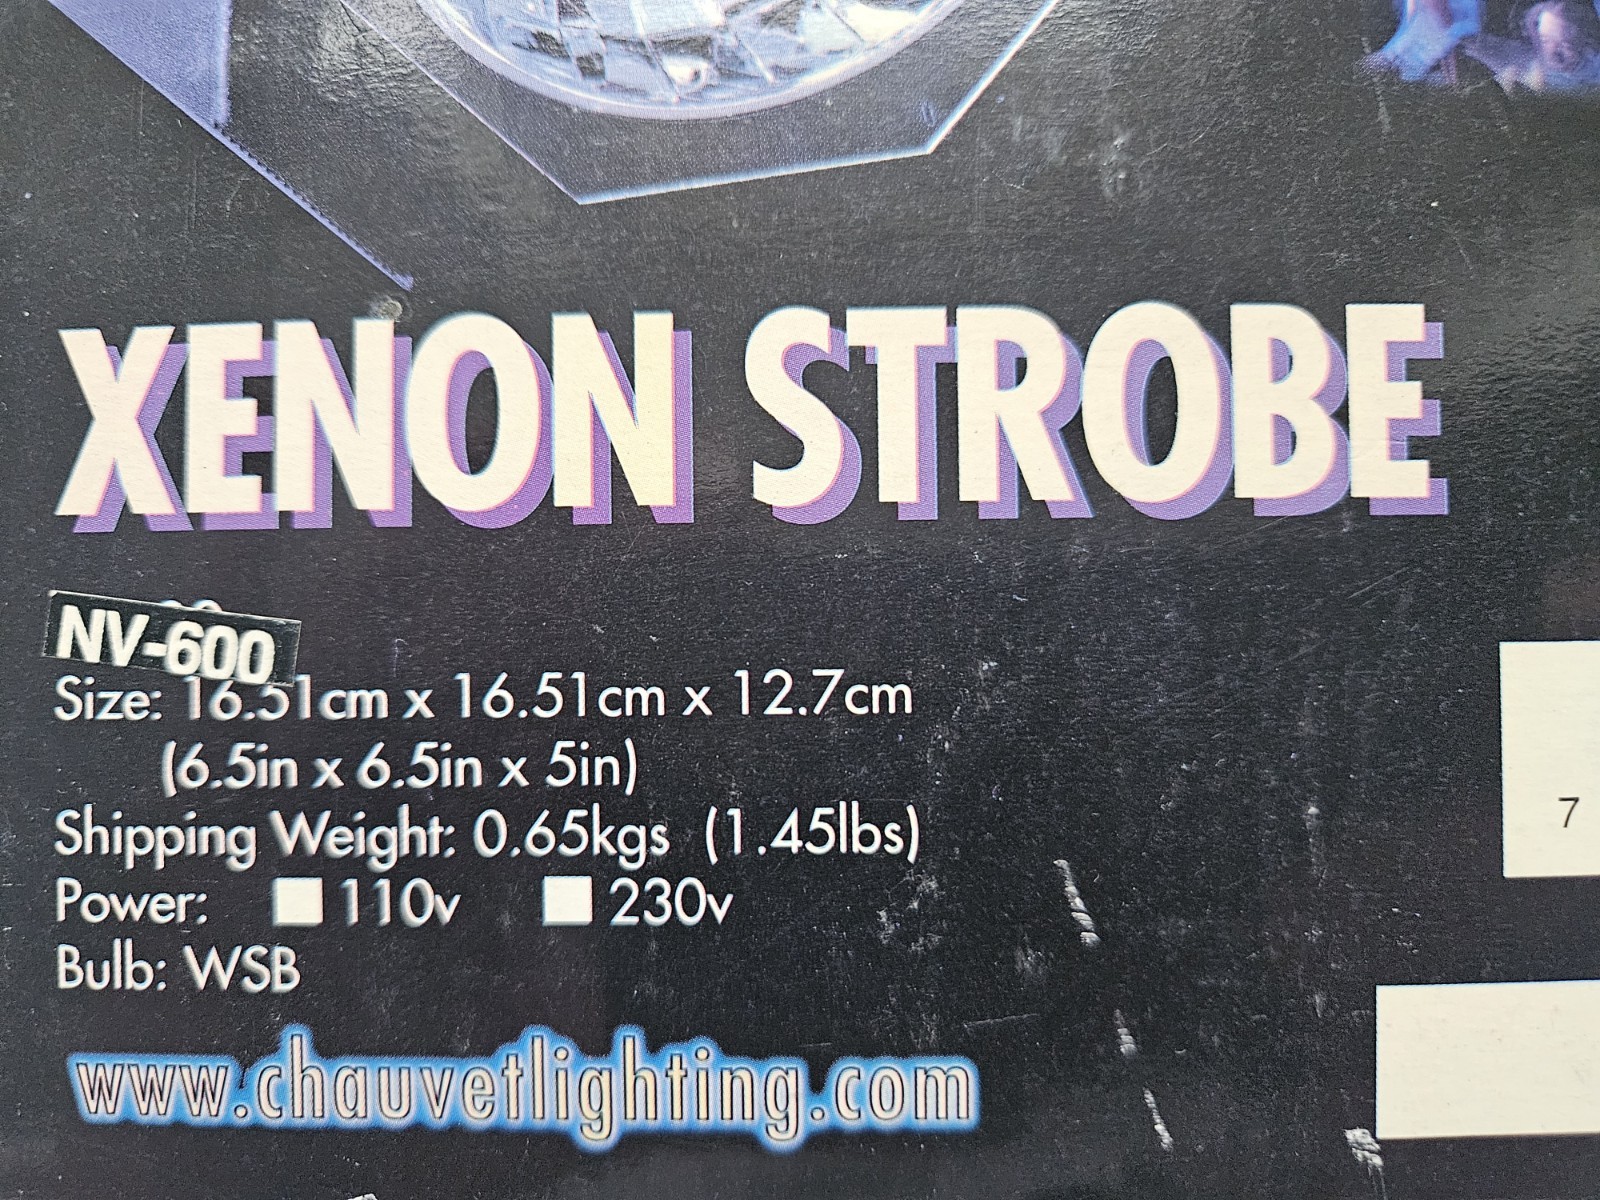 XENON STROBE
NV-600
Size: 16.51cm x 16.51cm x 12.7cm
(6.5in x 6.5in x 5in)
Shipping Weight: 0.65kgs (1.45lbs)
Power: 110v 230v
Bulb: WSB
www.chauvetlighting.com
7